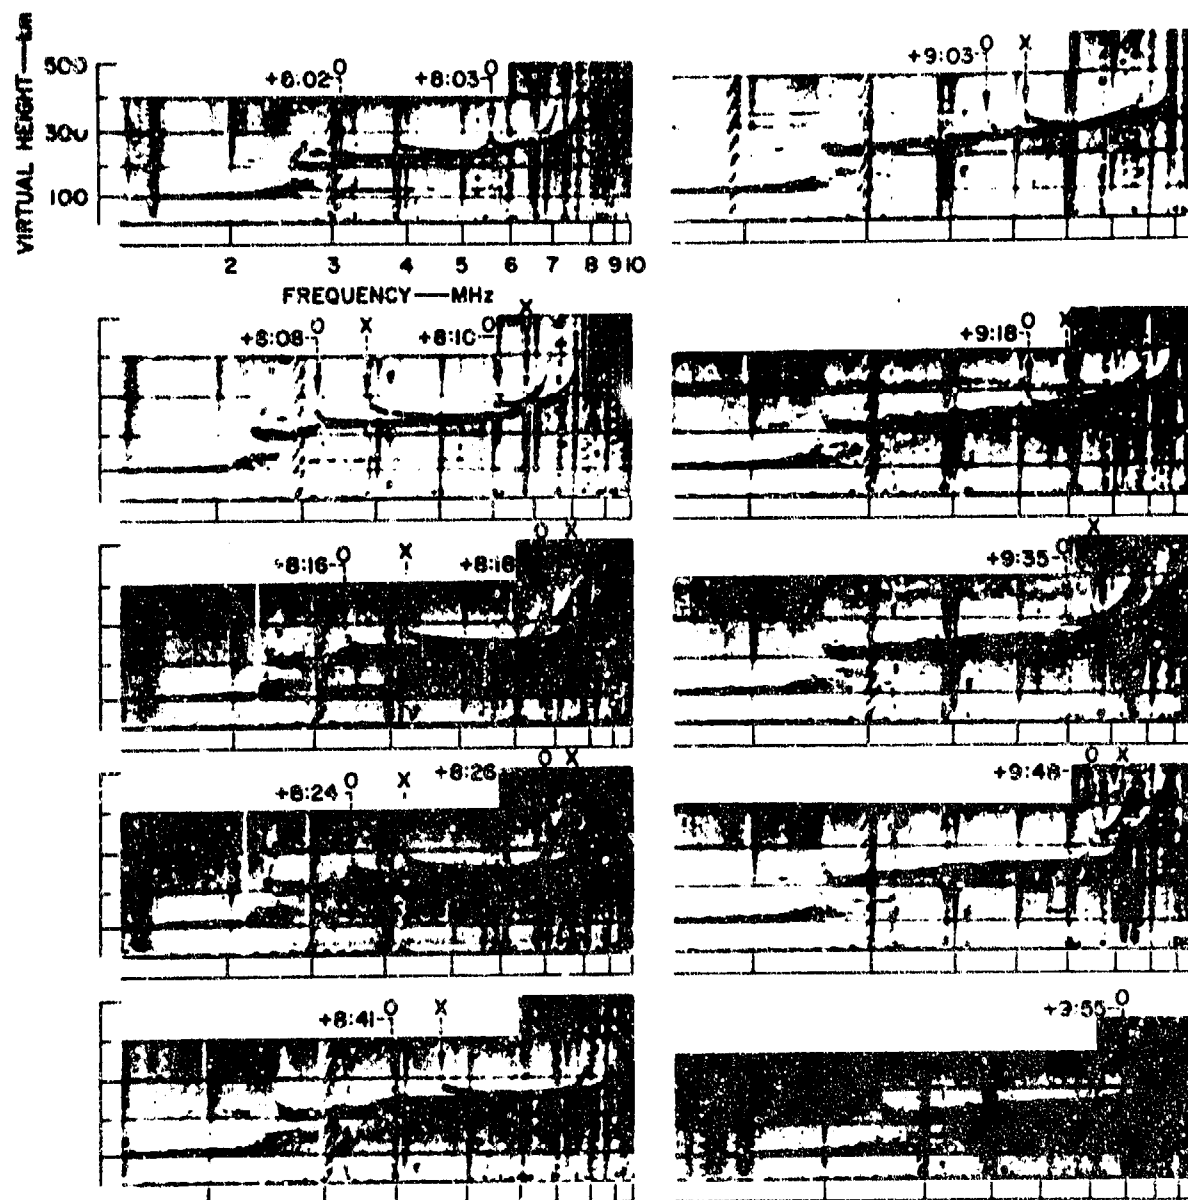 VIRTUAL HEIGHT—km
500
300
100
+8:02 O
+8:03 O
2 3 4 5 6 7 8 9 10
FREQUENCY—MHz
+8:08 O X
+8:10 O X
+8:16 O X
+8:18 O X
+8:24 O X
+8:26 O X
+8:41 O X
+9:03 O X
+9:18 O X
+9:35 O X
+9:48 O X
O